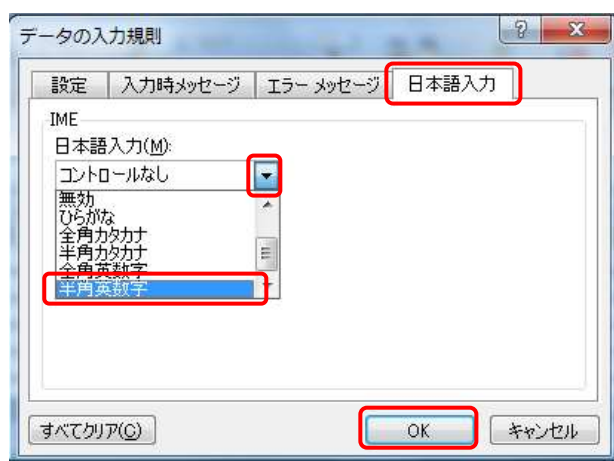 データの入力規則
設定 入力時メッセージ エラー メッセージ 日本語入力
IME
日本語入力(M):
コントロールなし
無効
ひらがな
全角カタカナ
半角カタカナ
全角英数字
半角英数字
すべてクリア(C) OK キャンセル